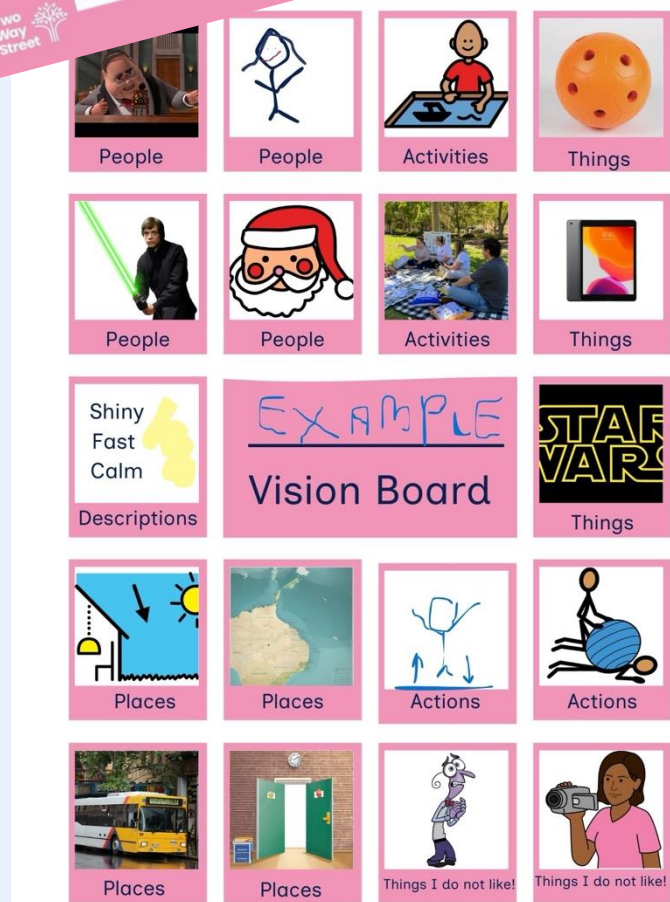 Two
Way
Street
People
People
Activities
Things
People
People
Activities
Things
Shiny
Fast
Calm
Descriptions
EXAMPLE
Vision Board
STAR
WARS
Things
Places
Places
Actions
Actions
Places
Places
Things I do not like!
Things I do not like!